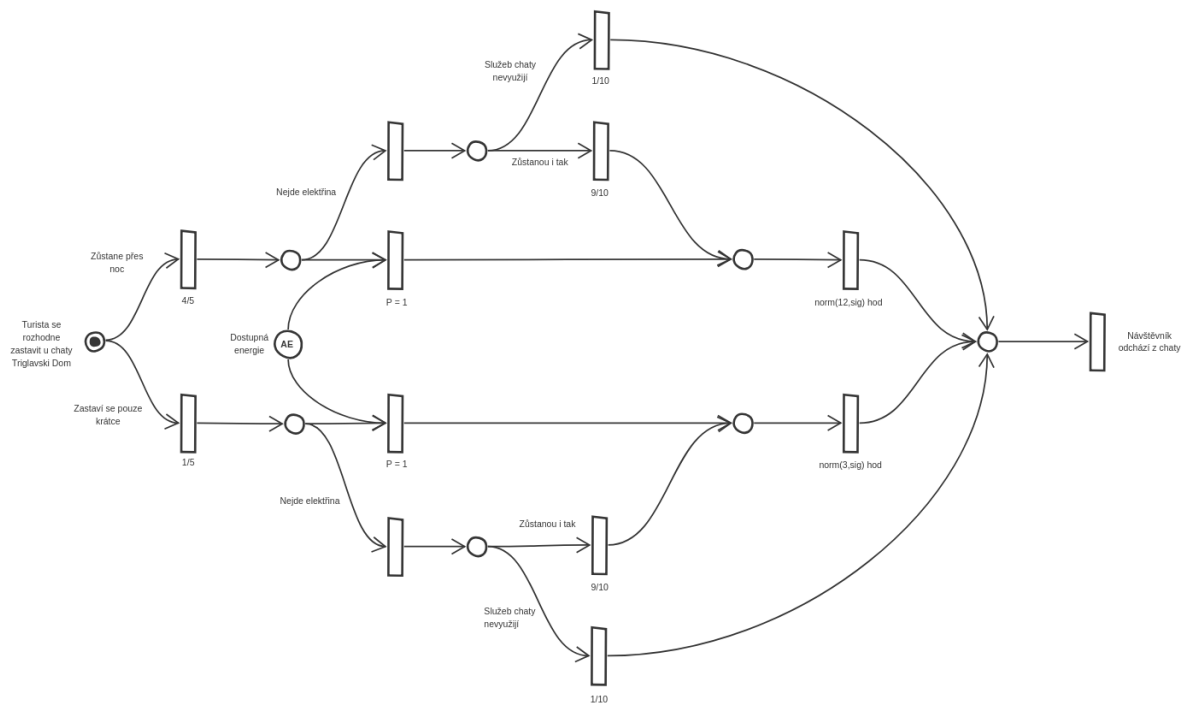 Služeb chaty
nevyužijí
1/10
Zůstanou i tak
9/10
Nejde elektřina
Zůstane přes
noc
4/5
P = 1
norm(12,sig) hod
Turista se
rozhodne
zastavit u chaty
Triglavski Dom
Dostupná
energie
AE
Návštěvník
odchází z chaty
Zastaví se pouze
krátce
1/5
P = 1
norm(3,sig) hod
Nejde elektřina
Zůstanou i tak
9/10
Služeb chaty
nevyužijí
1/10